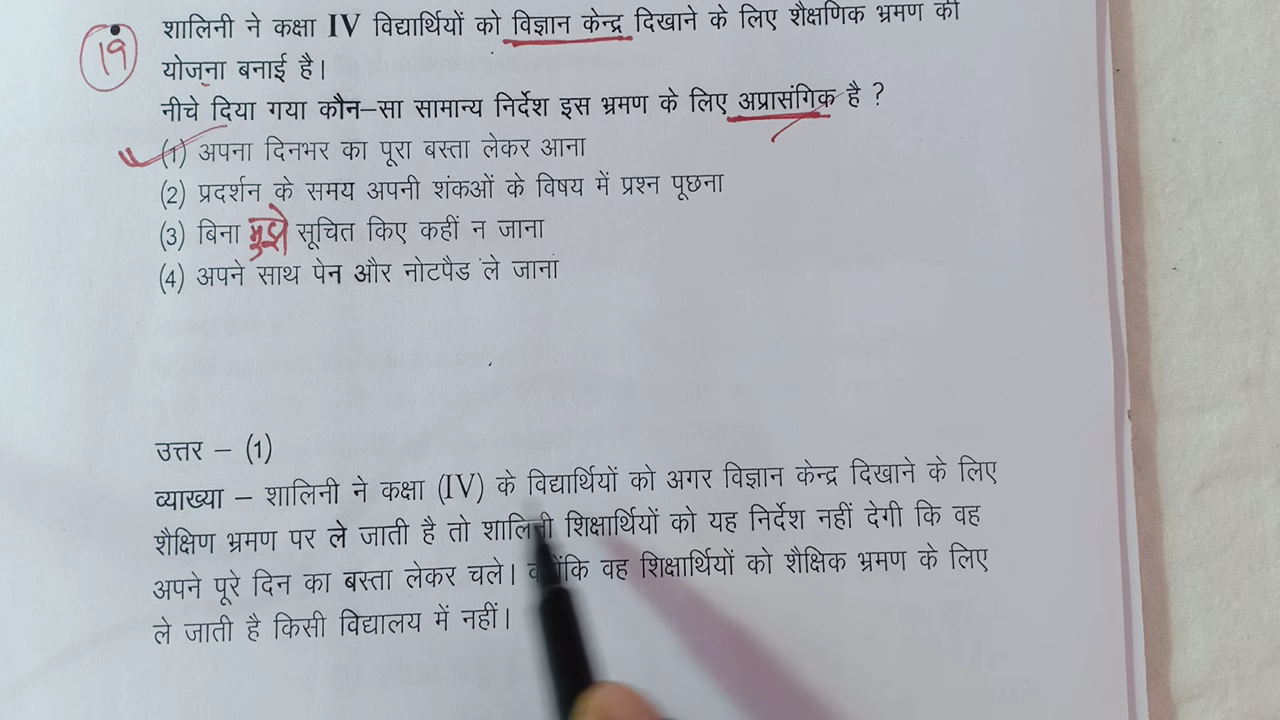 19 शालिनी ने कक्षा IV विद्यार्थियों को विज्ञान केन्द्र दिखाने के लिए शैक्षणिक भ्रमण की
योजना बनाई है।
नीचे दिया गया कौन–सा सामान्य निर्देश इस भ्रमण के लिए अप्रासंगिक है ?
(1) अपना दिनभर का पूरा बस्ता लेकर आना
(2) प्रदर्शन के समय अपनी शंकओं के विषय में प्रश्न पूछना
(3) बिना मुझे सूचित किए कहीं न जाना
(4) अपने साथ पेन और नोटपैड ले जाना
उत्तर – (1)
व्याख्या – शालिनी ने कक्षा (IV) के विद्यार्थियों को अगर विज्ञान केन्द्र दिखाने के लिए
शैक्षिण भ्रमण पर ले जाती है तो शालिनी शिक्षार्थियों को यह निर्देश नहीं देगी कि वह
अपने पूरे दिन का बस्ता लेकर चले। क्योंकि वह शिक्षार्थियों को शैक्षिक भ्रमण के लिए
ले जाती है किसी विद्यालय में नहीं।